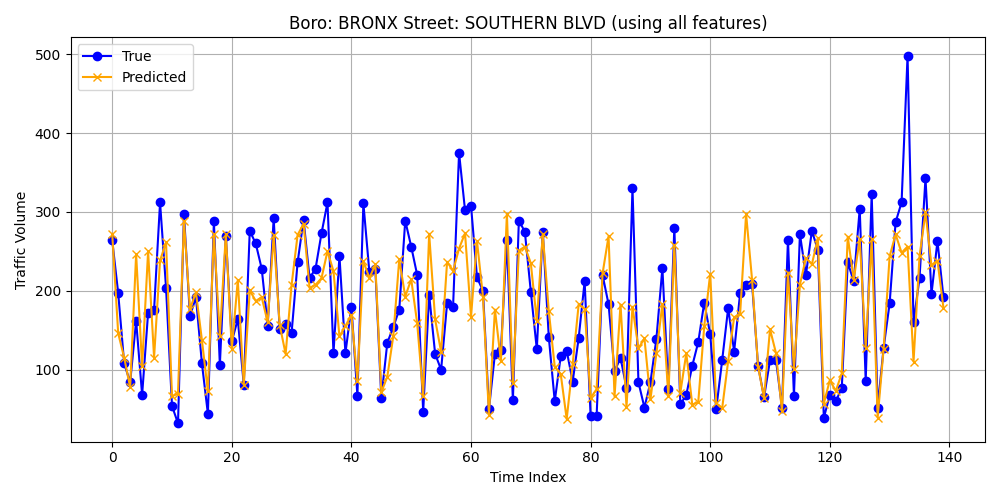 Boro: BRONX Street: SOUTHERN BLVD (using all features)
True
Predicted
Traffic Volume
500
400
300
200
100
0 20 40 60 80 100 120 140
Time Index